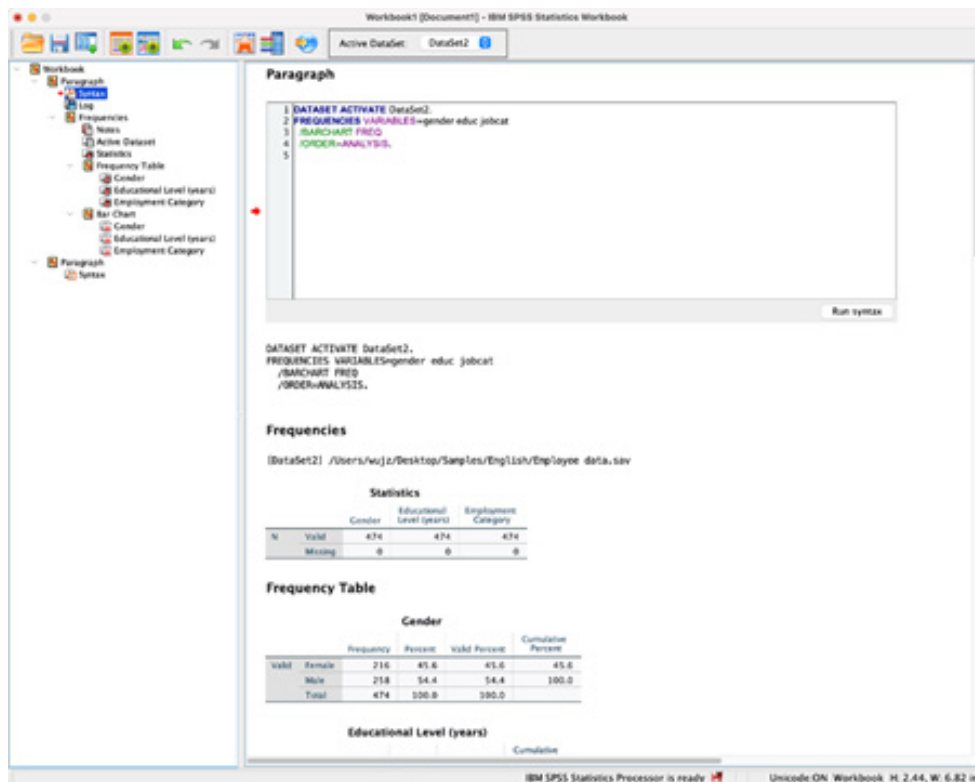 Workbook1 [Document1] - IBM SPSS Statistics Workbook
Active DataSet: DataSet2
Workbook
Paragraph
Syntax
Log
Frequencies
Notes
Active Dataset
Statistics
Frequency Table
Gender
Educational Level (years)
Employment Category
Bar Chart
Gender
Educational Level (years)
Employment Category
Paragraph
Syntax
Paragraph
1 DATASET ACTIVATE DataSet2.
2 FREQUENCIES VARIABLES=gender educ jobcat
3 /BARCHART FREQ
4 /ORDER=ANALYSIS.
5
Run syntax
DATASET ACTIVATE DataSet2.
FREQUENCIES VARIABLES=gender educ jobcat
/BARCHART FREQ
/ORDER=ANALYSIS.
Frequencies
[DataSet2] /Users/wujz/Desktop/Samples/English/Employee data.sav
Statistics
Gender Educational Level (years) Employment Category
N Valid 474 474 474
Missing 0 0 0
Frequency Table
Gender
Frequency Percent Valid Percent Cumulative Percent
Valid Female 216 45.6 45.6 45.6
Male 258 54.4 54.4 100.0
Total 474 100.0 100.0
Educational Level (years)
Cumulative
IBM SPSS Statistics Processor is ready Unicode:ON Workbook H: 2.44, W: 6.82